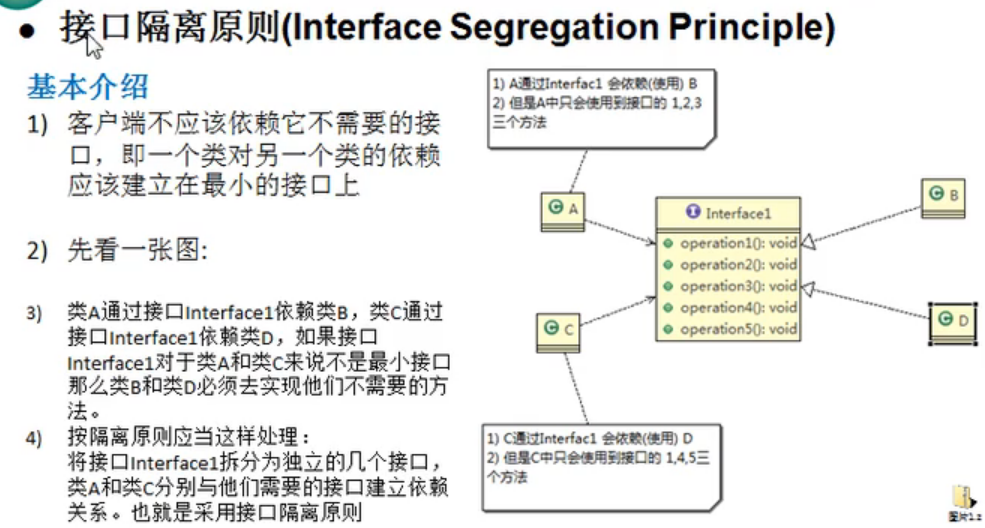 • 接口隔离原则(Interface Segregation Principle)
基本介绍
1) 客户端不应该依赖它不需要的接
口，即一个类对另一个类的依赖
应该建立在最小的接口上
2) 先看一张图:
3) 类A通过接口Interface1依赖类B，类C通过
接口Interface1依赖类D，如果接口
Interface1对于类A和类C来说不是最小接口
那么类B和类D必须去实现他们不需要的方
法。
4) 按隔离原则应当这样处理：
将接口Interface1拆分为独立的几个接口，
类A和类C分别与他们需要的接口建立依赖
关系。也就是采用接口隔离原则
1) A通过Interfac1 会依赖(使用) B
2) 但是A中只会使用到接口的 1,2,3
三个方法
C A
C B
I Interface1
operation1(): void
operation2(): void
operation3(): void
operation4(): void
operation5(): void
C C
C D
1) C通过Interfac1 会依赖(使用) D
2) 但是C中只会使用到接口的 1,4,5三
个方法
图片1.z